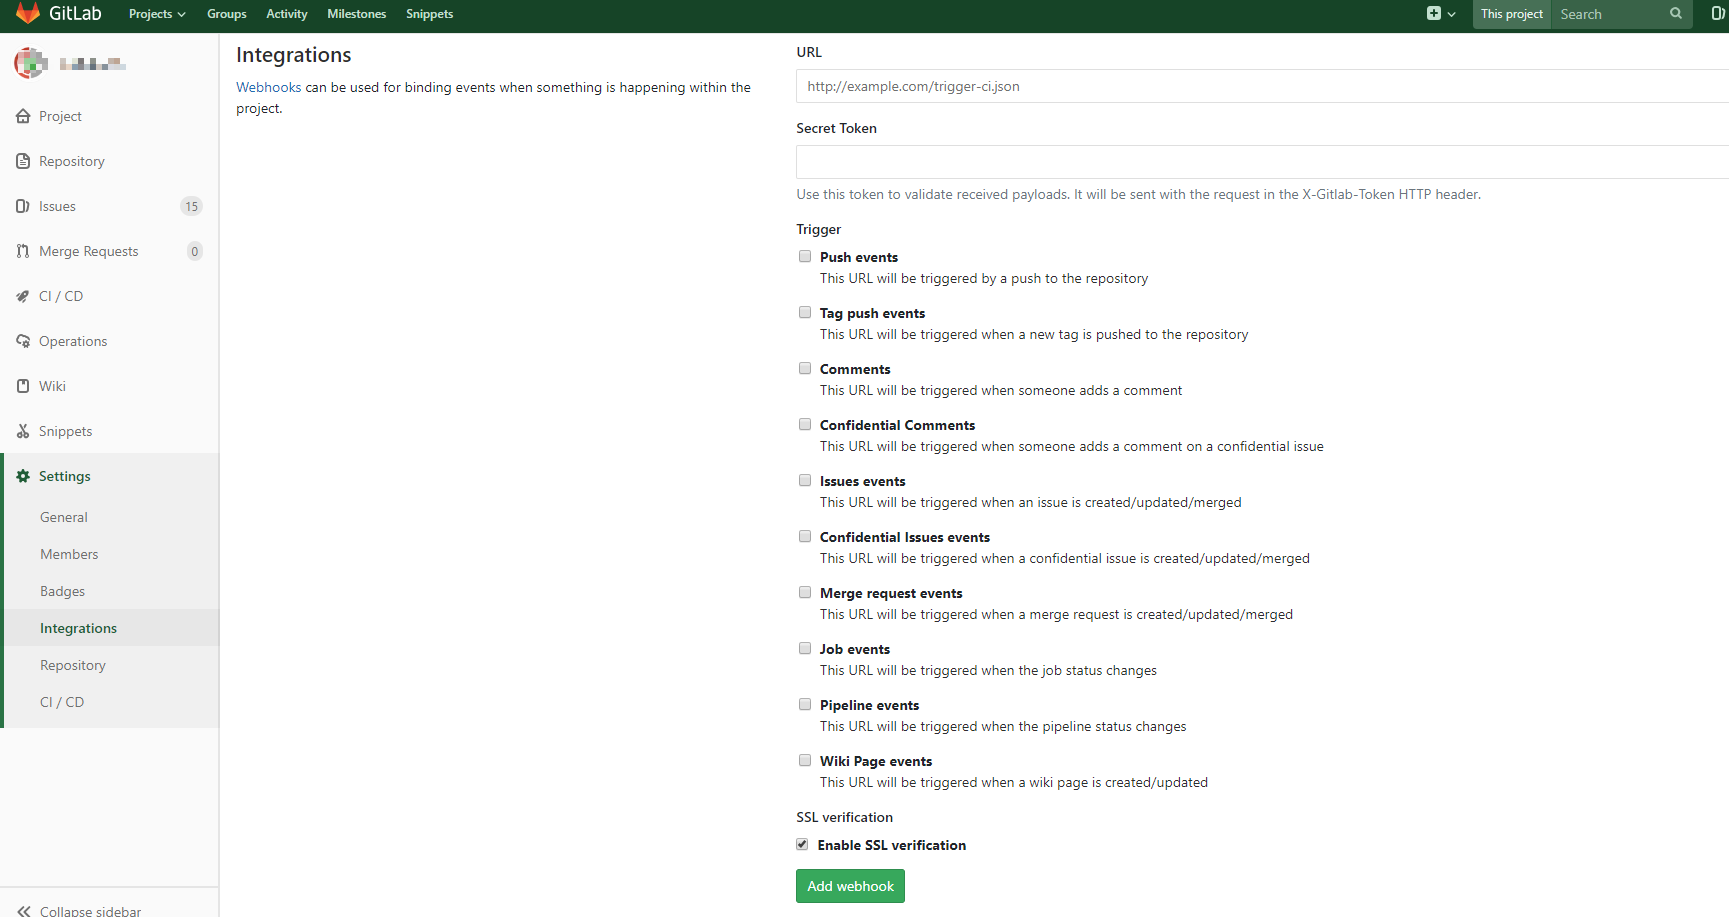 GitLab Projects Groups Activity Milestones Snippets This project Search
Project
Repository
Issues 15
Merge Requests 0
CI / CD
Operations
Wiki
Snippets
Settings
General
Members
Badges
Integrations
Repository
CI / CD
Collapse sidebar
Integrations
Webhooks can be used for binding events when something is happening within the
project.
URL
http://example.com/trigger-ci.json
Secret Token
Use this token to validate received payloads. It will be sent with the request in the X-Gitlab-Token HTTP header.
Trigger
Push events
This URL will be triggered by a push to the repository
Tag push events
This URL will be triggered when a new tag is pushed to the repository
Comments
This URL will be triggered when someone adds a comment
Confidential Comments
This URL will be triggered when someone adds a comment on a confidential issue
Issues events
This URL will be triggered when an issue is created/updated/merged
Confidential Issues events
This URL will be triggered when a confidential issue is created/updated/merged
Merge request events
This URL will be triggered when a merge request is created/updated/merged
Job events
This URL will be triggered when the job status changes
Pipeline events
This URL will be triggered when the pipeline status changes
Wiki Page events
This URL will be triggered when a wiki page is created/updated
SSL verification
Enable SSL verification
Add webhook